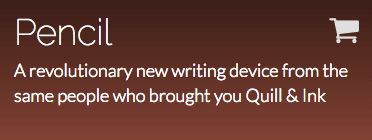 Pencil
A revolutionary new writing device from the
same people who brought you Quill & Ink